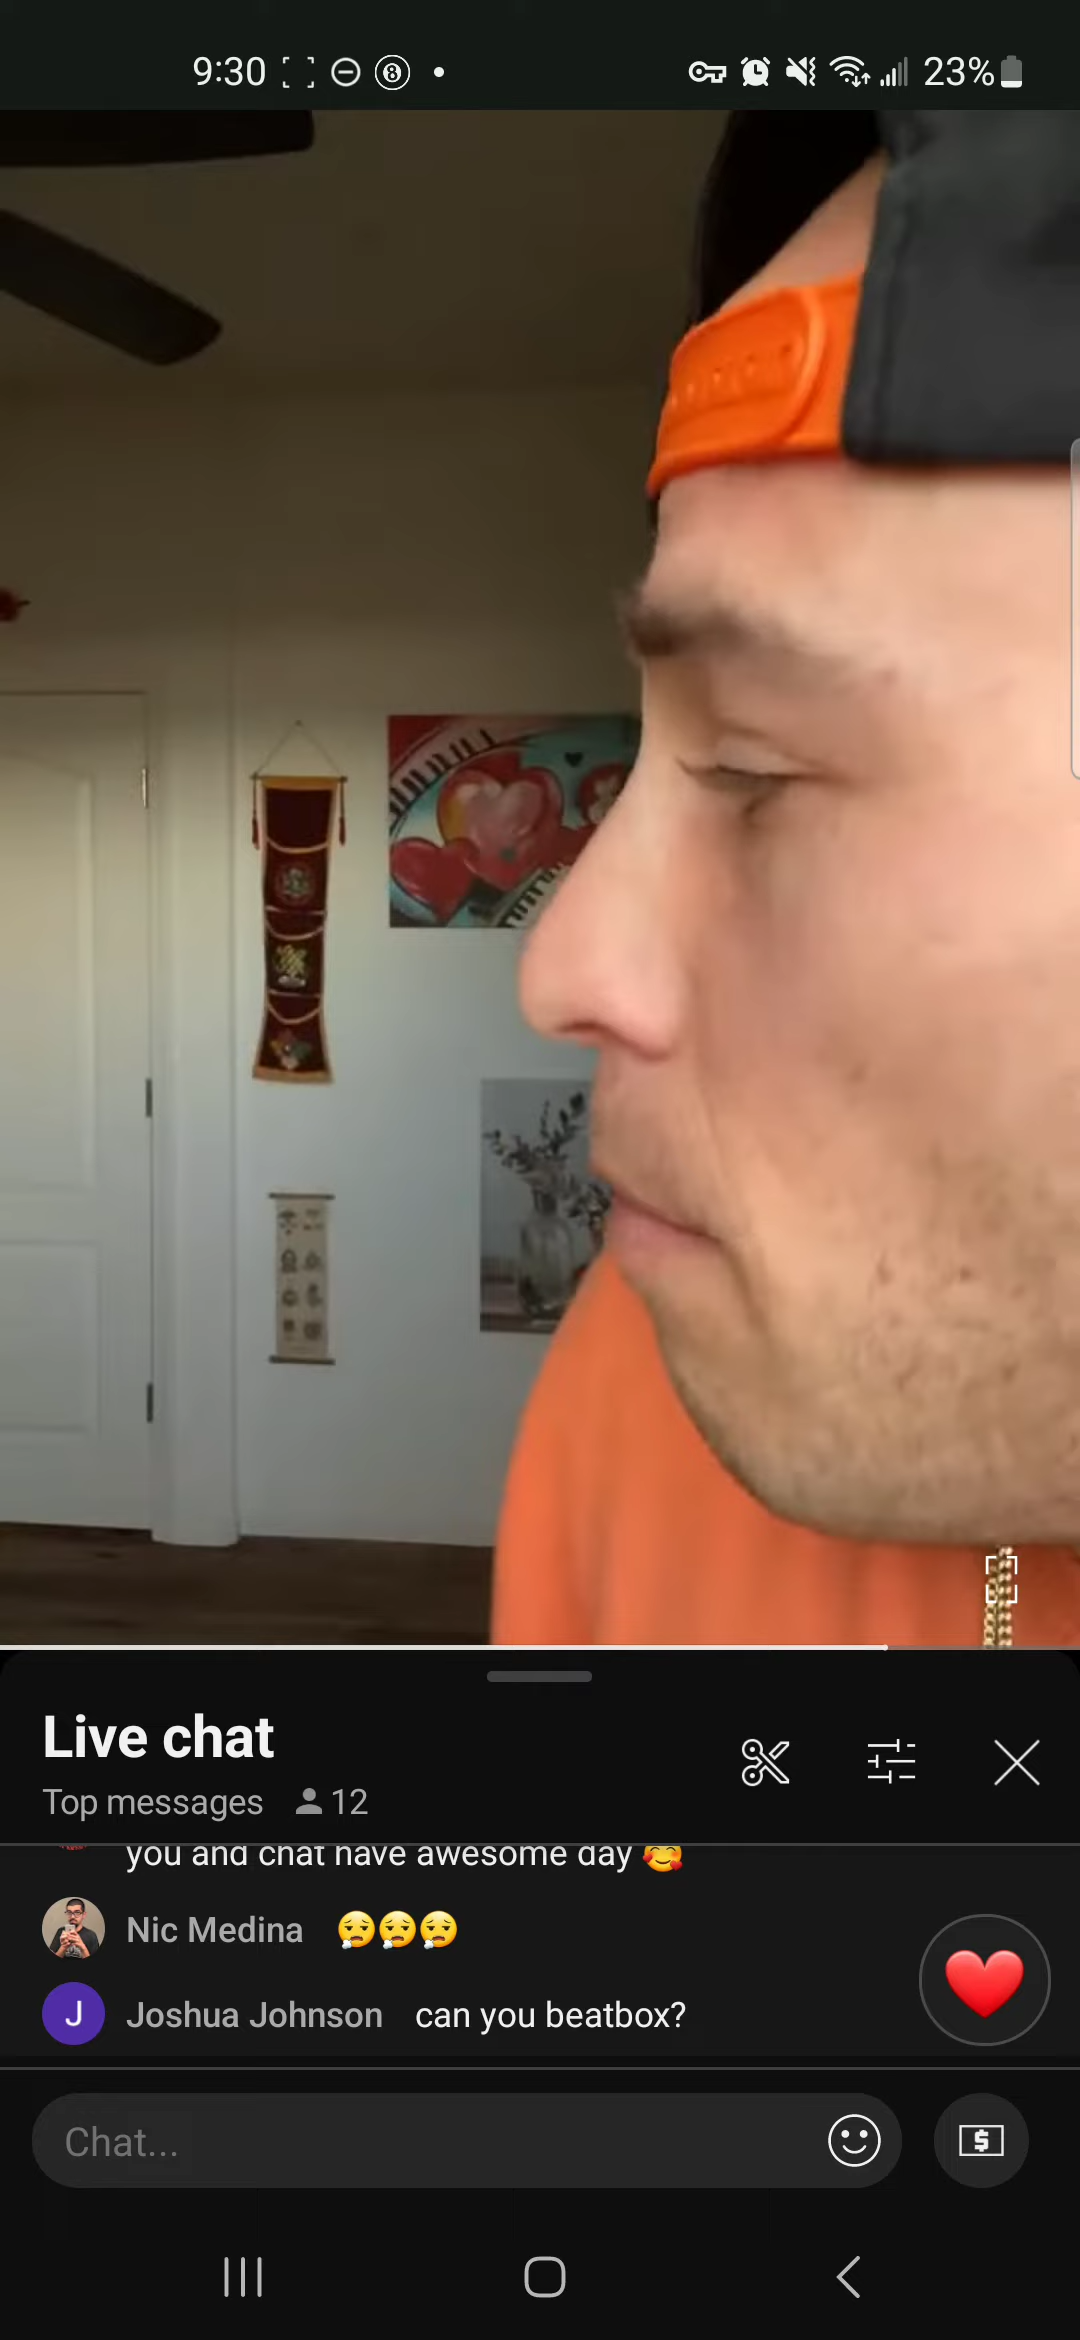 9:30 8 23%
Live chat
Top messages 12
you and chat have awesome day 🥰
Nic Medina 😮‍💨😮‍💨😮‍💨
J Joshua Johnson can you beatbox?
Chat...
$